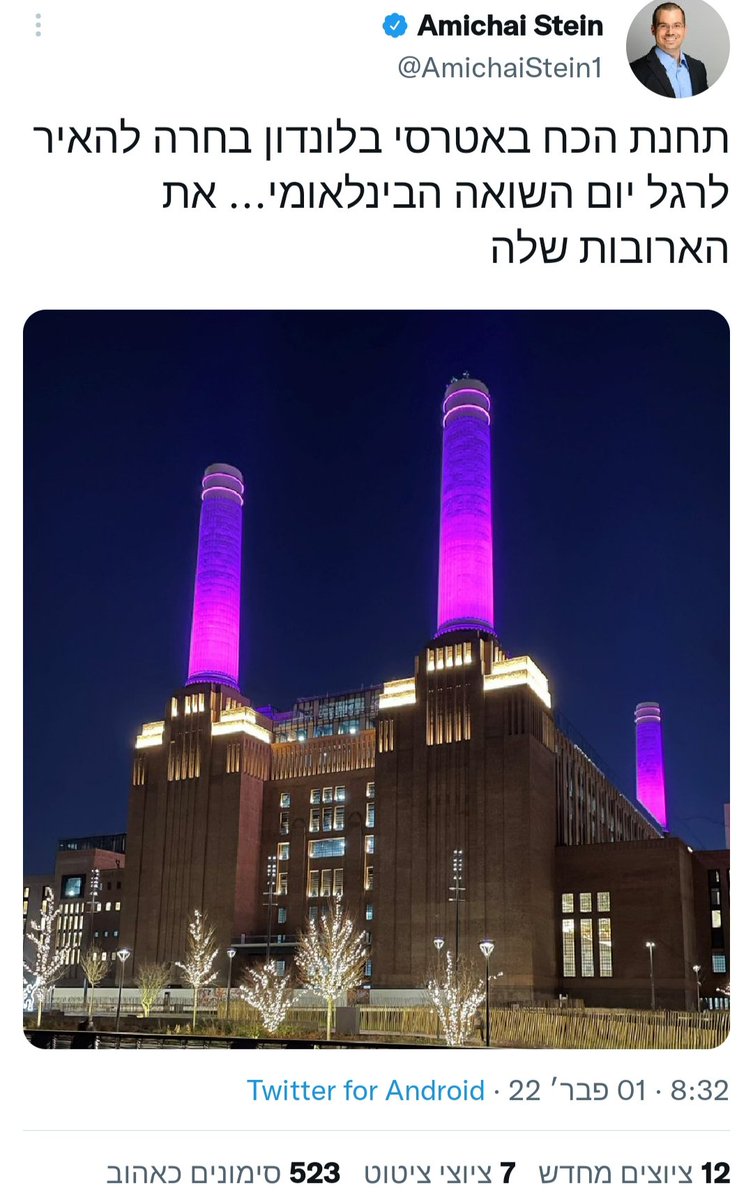 Amichai Stein
@AmichaiStein1
תחנת הכח באטרסי בלונדון בחרה להאיר
לרגל יום השואה הבינלאומי... את
הארובות שלה
8:32 · 01 פבר׳ 22 · Twitter for Android
12 ציוצים מחדש 7 ציוצי ציטוט 523 סימונים כאהוב